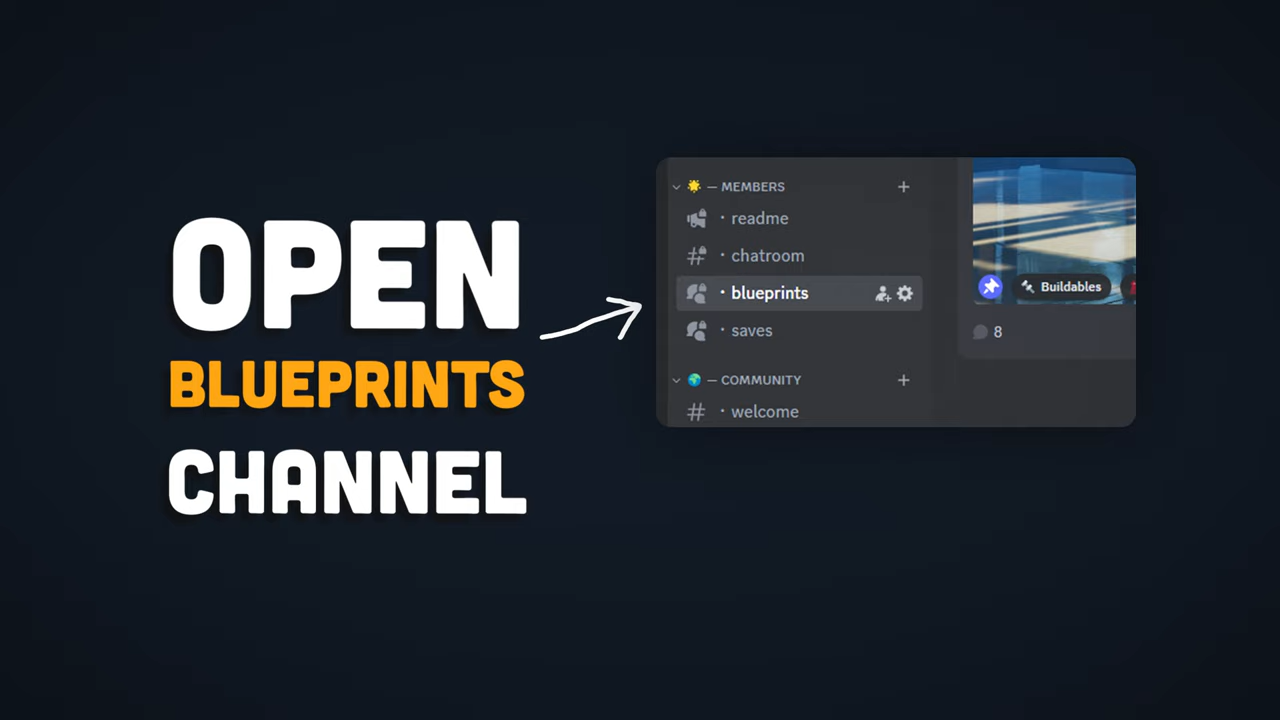 OPEN
BLUEPRINTS
CHANNEL
— MEMBERS
· readme
· chatroom
· blueprints
· saves
— COMMUNITY
· welcome
Buildables
8